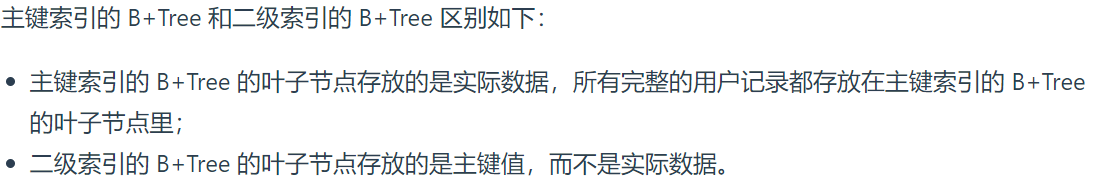 主键索引的 B+Tree 和二级索引的 B+Tree 区别如下：
• 主键索引的 B+Tree 的叶子节点存放的是实际数据，所有完整的用户记录都存放在主键索引的 B+Tree
的叶子节点里；
• 二级索引的 B+Tree 的叶子节点存放的是主键值，而不是实际数据。